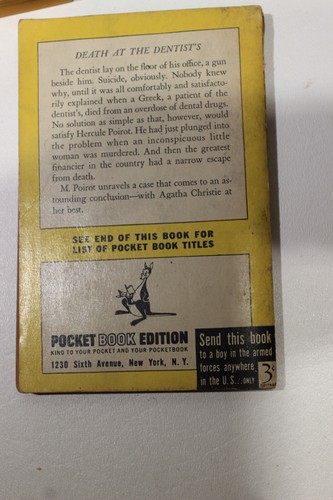 DEATH AT THE DENTIST'S
The dentist lay on the floor of his office, a gun
beside him. Suicide, obviously. Nobody knew
why, until it was all comfortably and satisfacto-
rily explained when a Greek, a patient of the
dentist's, died from an overdose of dental drugs.
No solution as simple as that, however, would
satisfy Hercule Poirot. He had just plunged into
the problem when an inconspicuous little
woman was murdered. And then the greatest
financier in the country had a narrow escape
from death.
M. Poirot unravels a case that comes to an as-
tounding conclusion—with Agatha Christie at
her best.
SEE END OF THIS BOOK FOR
LIST OF POCKET BOOK TITLES
POCKET BOOK EDITION
KIND TO YOUR POCKET AND YOUR POCKETBOOK
1230 Sixth Avenue, New York, N. Y.
Send this book
to a boy in the armed
forces anywhere
in the U.S...ONLY 3¢